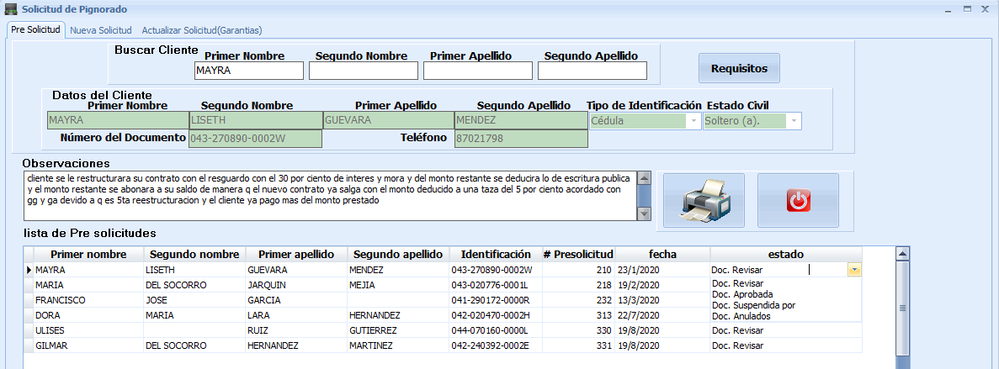 Solicitud de Pignorado
Pre Solicitud Nueva Solicitud Actualizar Solicitud(Garantias)
Buscar Cliente
Primer Nombre Segundo Nombre Primer Apellido Segundo Apellido
MAYRA
Requisitos
Datos del Cliente
Primer Nombre Segundo Nombre Primer Apellido Segundo Apellido Tipo de Identificación Estado Civil
MAYRA LISETH GUEVARA MENDEZ Cédula Soltero (a).
Número del Documento 043-270890-0002W Teléfono 87021798
Observaciones
cliente se le restructurara su contrato con el resguardo con el 30 por ciento de interes y mora y del monto restante se deducira lo de escritura publica
y el monto restante se abonara a su saldo de manera q el nuevo contrato ya salga con el monto deducido a una taza del 5 por ciento acordado con
gg y ga devido a q es 5ta reestructuracion y el cliente ya pago mas del monto prestado
lista de Pre solicitudes
Primer nombre Segundo nombre Primer apellido Segundo apellido Identificación # Presolicitud fecha estado
MAYRA LISETH GUEVARA MENDEZ 043-270890-0002W 210 23/1/2020 Doc. Revisar
MARIA DEL SOCORRO JARQUIN MEJIA 043-020776-0001L 218 19/2/2020 Doc. Revisar
Doc. Aprobada
FRANCISCO JOSE GARCIA 041-290172-0000R 232 13/3/2020 Doc. Suspendida por
DORA MARIA LARA HERNANDEZ 042-020470-0002H 313 22/7/2020 Doc. Anulados
ULISES RUIZ GUTIERREZ 044-070160-0000L 330 19/8/2020 Doc. Revisar
GILMAR DEL SOCORRO HERNANDEZ MARTINEZ 042-240392-0002E 331 19/8/2020 Doc. Revisar